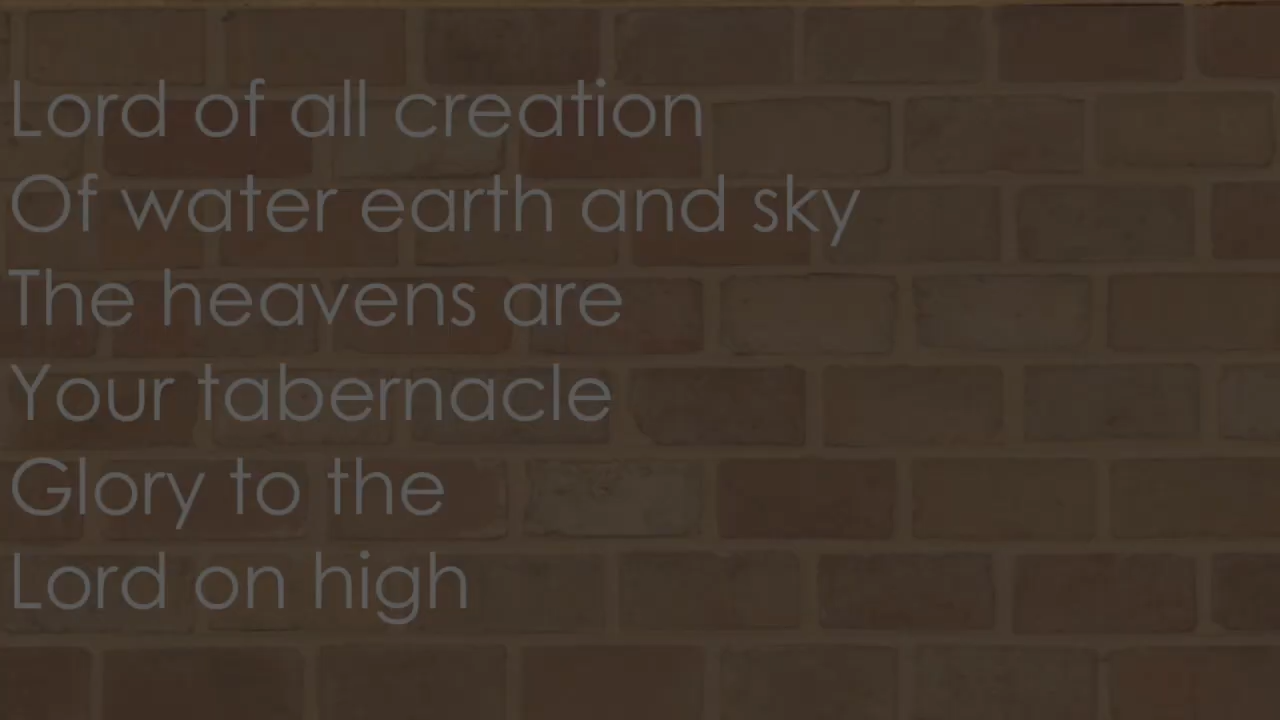 Lord of all creation
Of water earth and sky
The heavens are
Your tabernacle
Glory to the
Lord on high